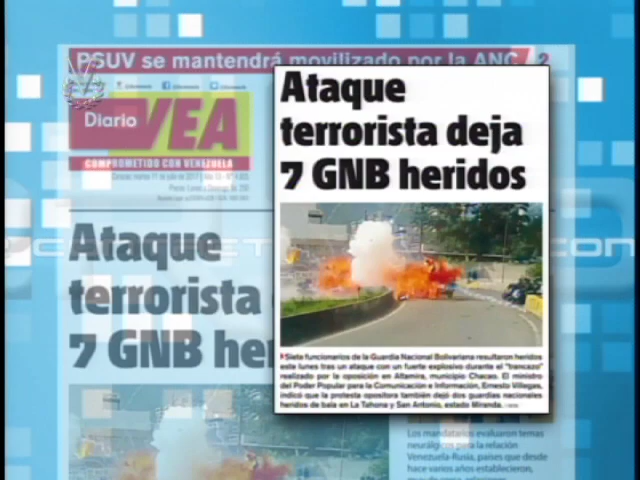 PSUV se mantendrá movilizado por la ANC 2
Diario VEA
COMPROMETIDO CON VENEZUELA
Ataque
terrorista deja
7 GNB heridos
Siete funcionarios de la Guardia Nacional Bolivariana resultaron heridos
este lunes tras un ataque con un fuerte explosivo durante el "trancazo"
realizado por la oposición en Altamira, municipio Chacao. El ministro
del Poder Popular para la Comunicación e Información, Ernesto Villegas,
indicó que la protesta opositora también dejó dos guardias nacionales
heridos de bala en La Tahona y San Antonio, estado Miranda.
Ataque
terrorista
7 GNB her
Los mandatarios evaluaron temas
neurálgicos para la relación
Venezuela-Rusia, países que desde
hace varios años establecieron,